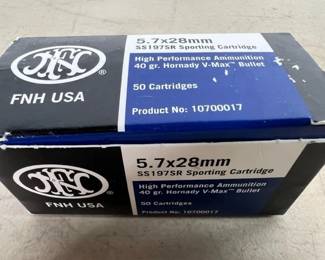 FN
FNH USA
5.7x28mm
SS197SR Sporting Cartridge
High Performance Ammunition
40 gr. Hornady V-Max™ Bullet
50 Cartridges
Product No: 10700017
FN
FNH USA
5.7x28mm
SS197SR Sporting Cartridge
High Performance Ammunition
40 gr. Hornady V-Max™ Bullet
50 Cartridges
Product No: 10700017